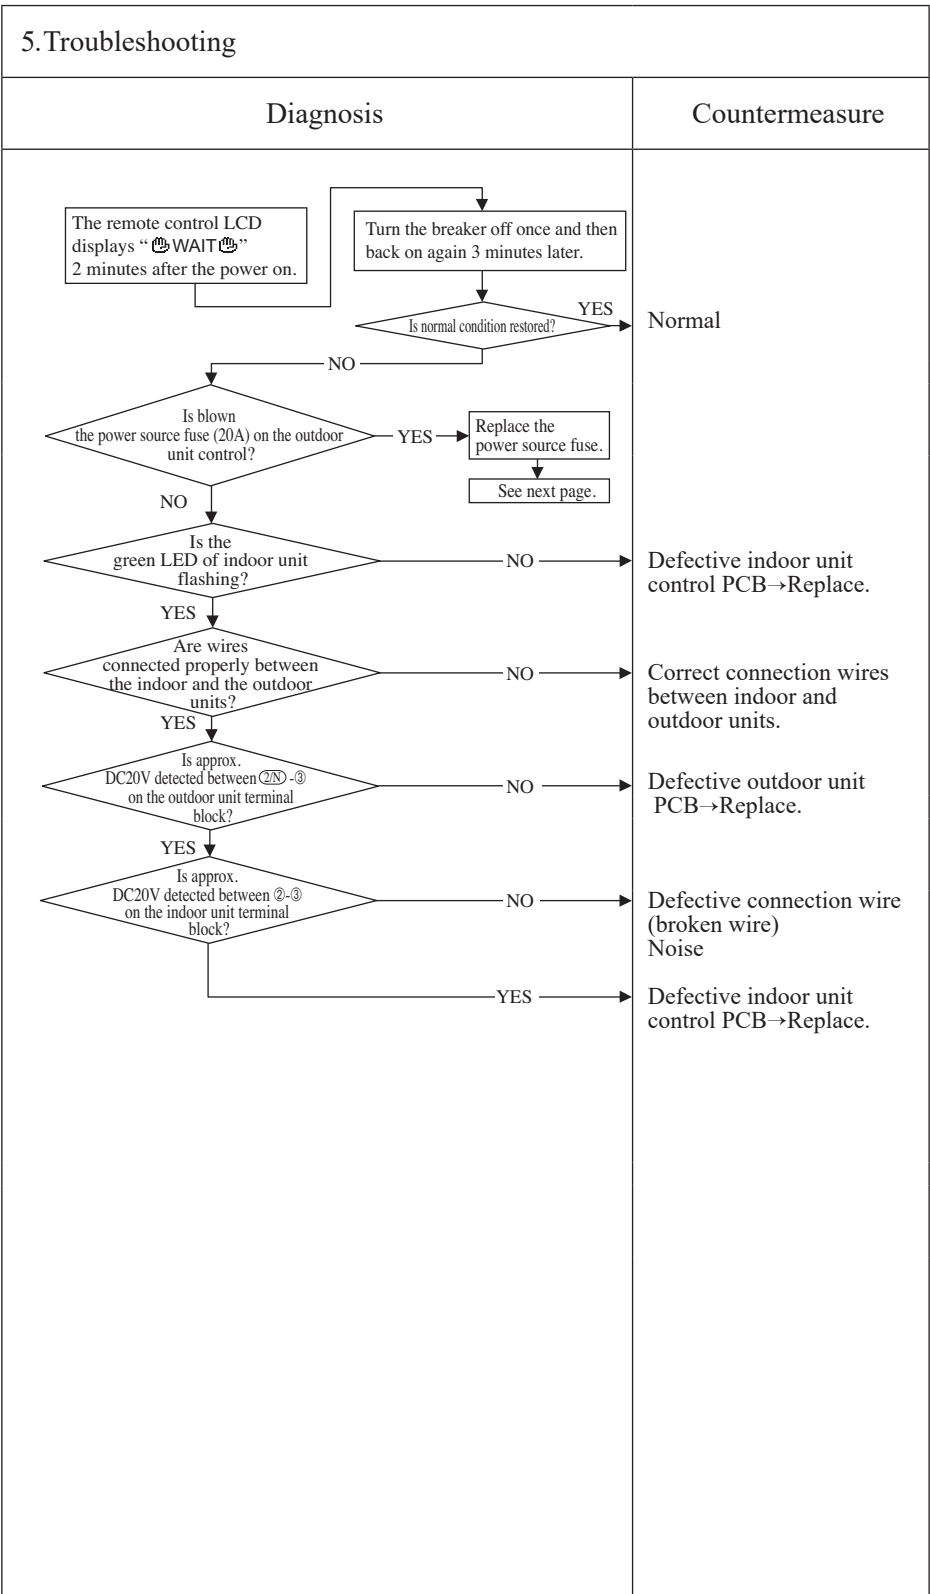 5.Troubleshooting
Diagnosis
Countermeasure
The remote control LCD
displays “ WAIT ”
2 minutes after the power on.
Turn the breaker off once and then
back on again 3 minutes later.
Is normal condition restored?
YES
Normal
NO
Is blown
the power source fuse (20A) on the outdoor
unit control?
YES
Replace the
power source fuse.
See next page.
NO
Is the
green LED of indoor unit
flashing?
NO
Defective indoor unit
control PCB→Replace.
YES
Are wires
connected properly between
the indoor and the outdoor
units?
NO
Correct connection wires
between indoor and
outdoor units.
YES
Is approx.
DC20V detected between 2/N -③
on the outdoor unit terminal
block?
NO
Defective outdoor unit
PCB→Replace.
YES
Is approx.
DC20V detected between ②-③
on the indoor unit terminal
block?
NO
Defective connection wire
(broken wire)
Noise
YES
Defective indoor unit
control PCB→Replace.